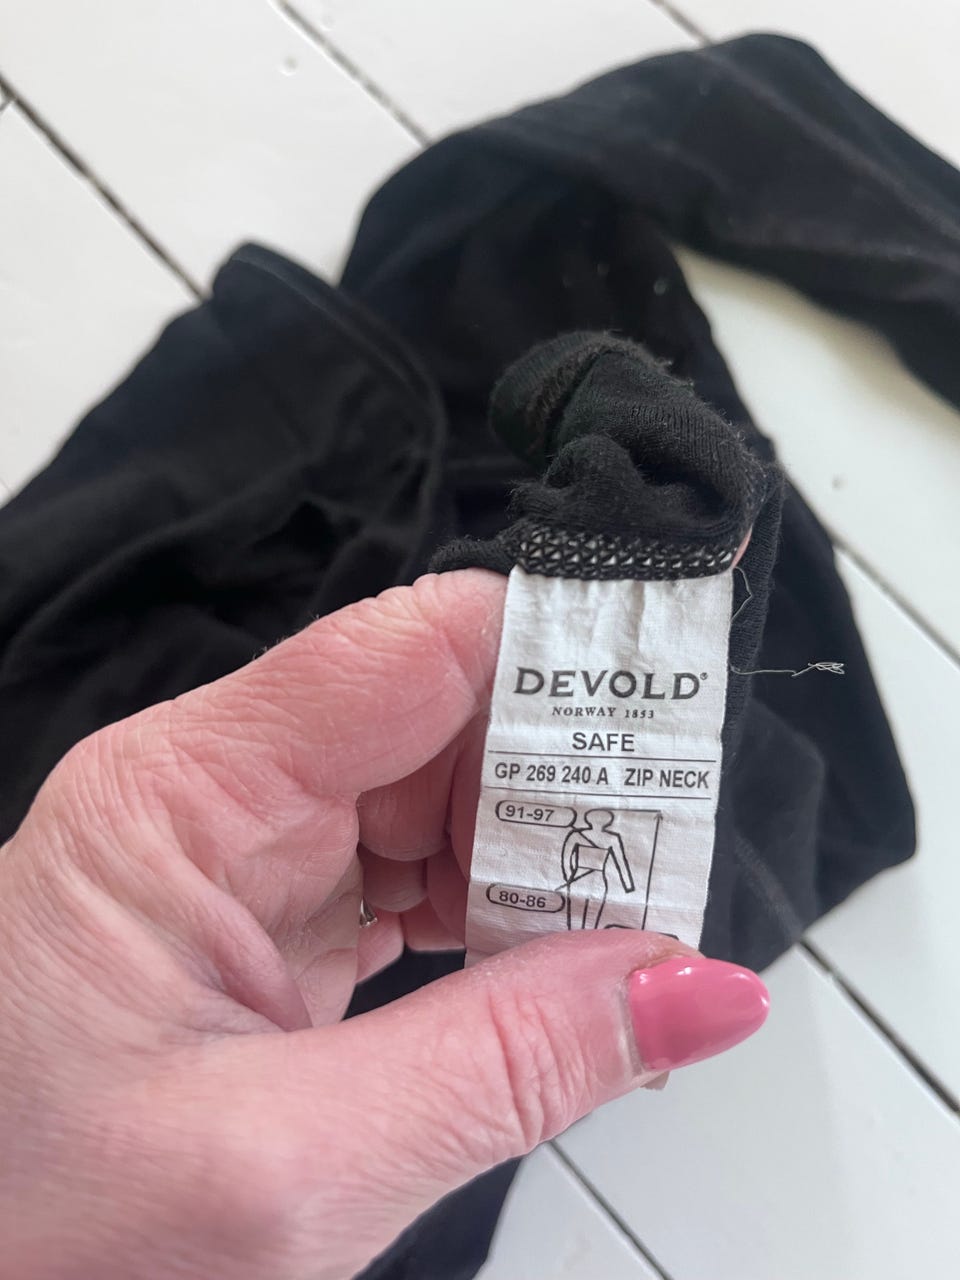 DEVOLD®
NORWAY 1853
SAFE
GP 269 240 A ZIP NECK
91-97
80-86